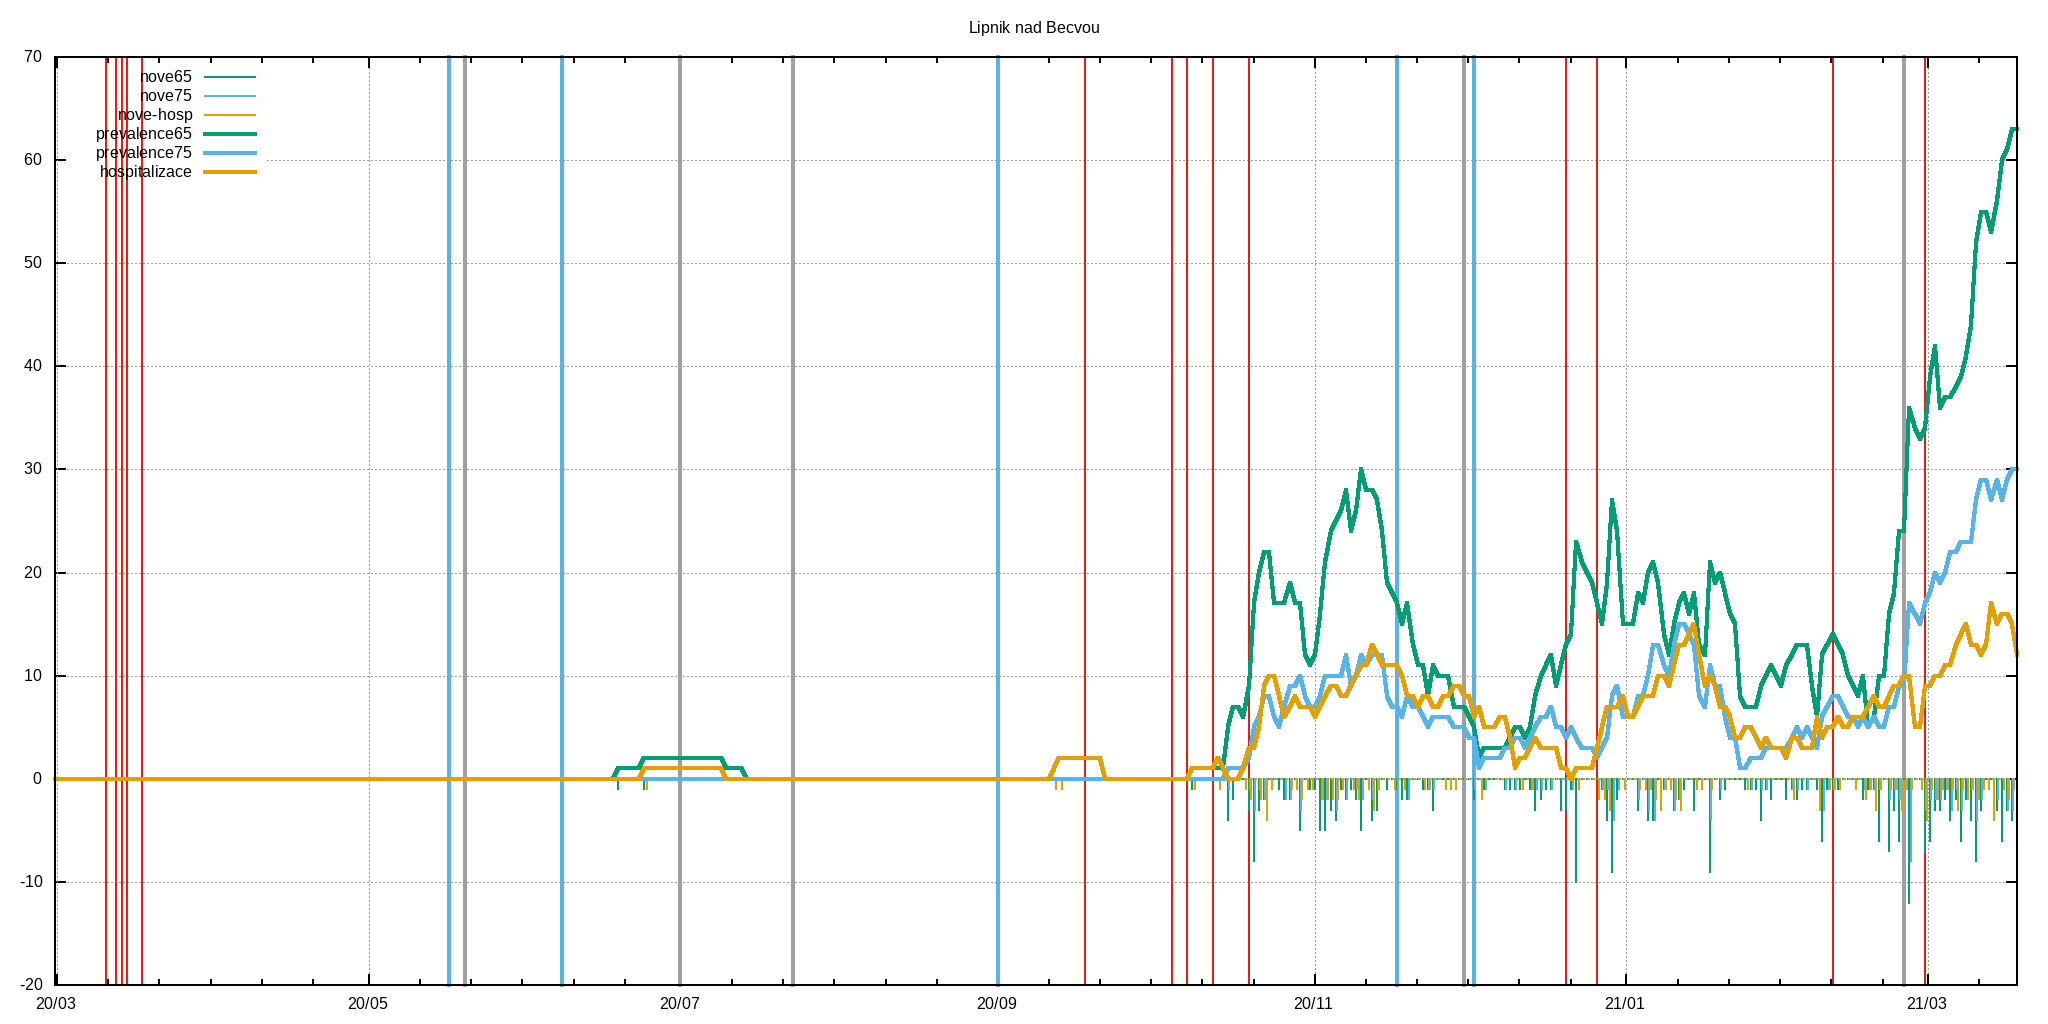 Lipnik nad Becvou
70
60
50
40
30
20
10
0
-10
-20
nove65
nove75
nove-hosp
prevalence65
prevalence75
hospitalizace
20/03 20/05 20/07 20/09 20/11 21/01 21/03